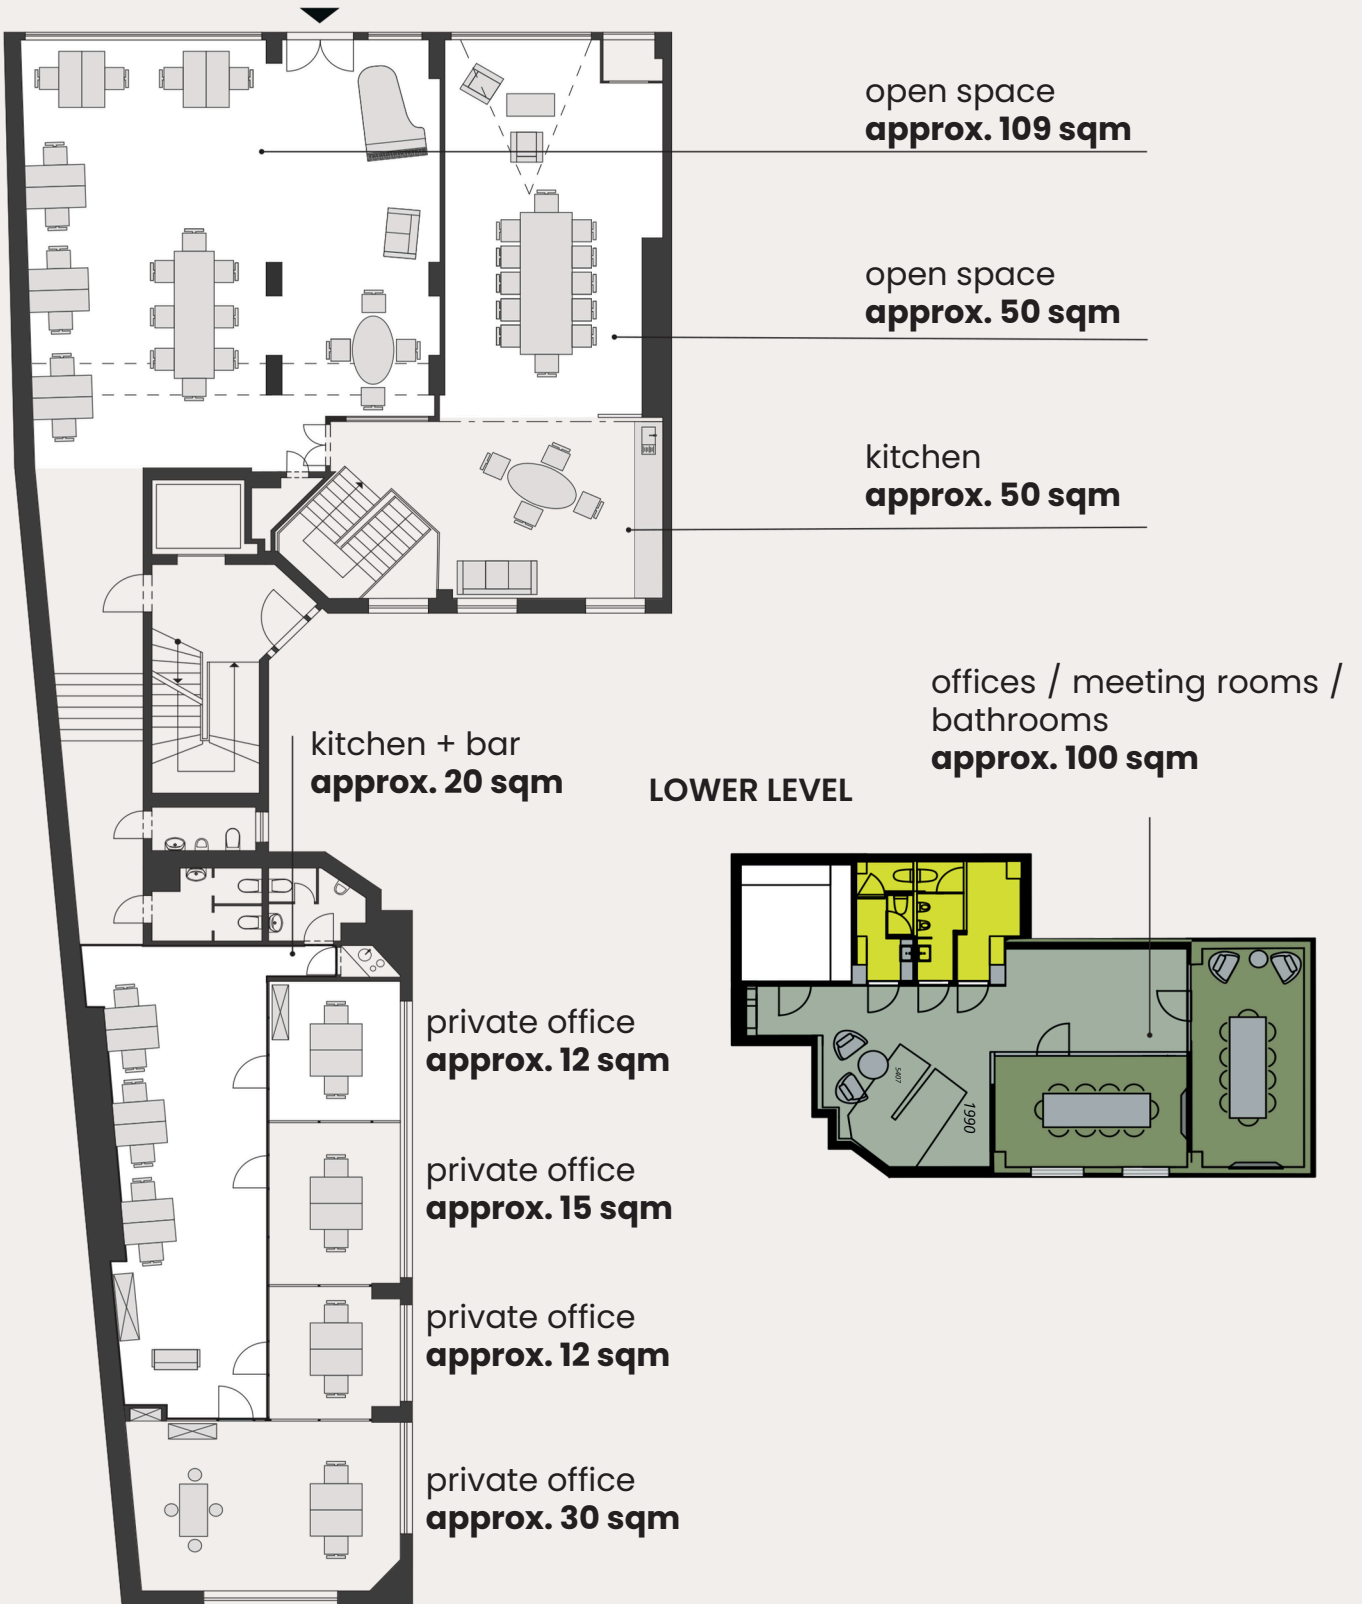 open space
approx. 109 sqm
open space
approx. 50 sqm
kitchen
approx. 50 sqm
offices / meeting rooms /
bathrooms
approx. 100 sqm
kitchen + bar
approx. 20 sqm
LOWER LEVEL
5407
1990
private office
approx. 12 sqm
private office
approx. 15 sqm
private office
approx. 12 sqm
private office
approx. 30 sqm